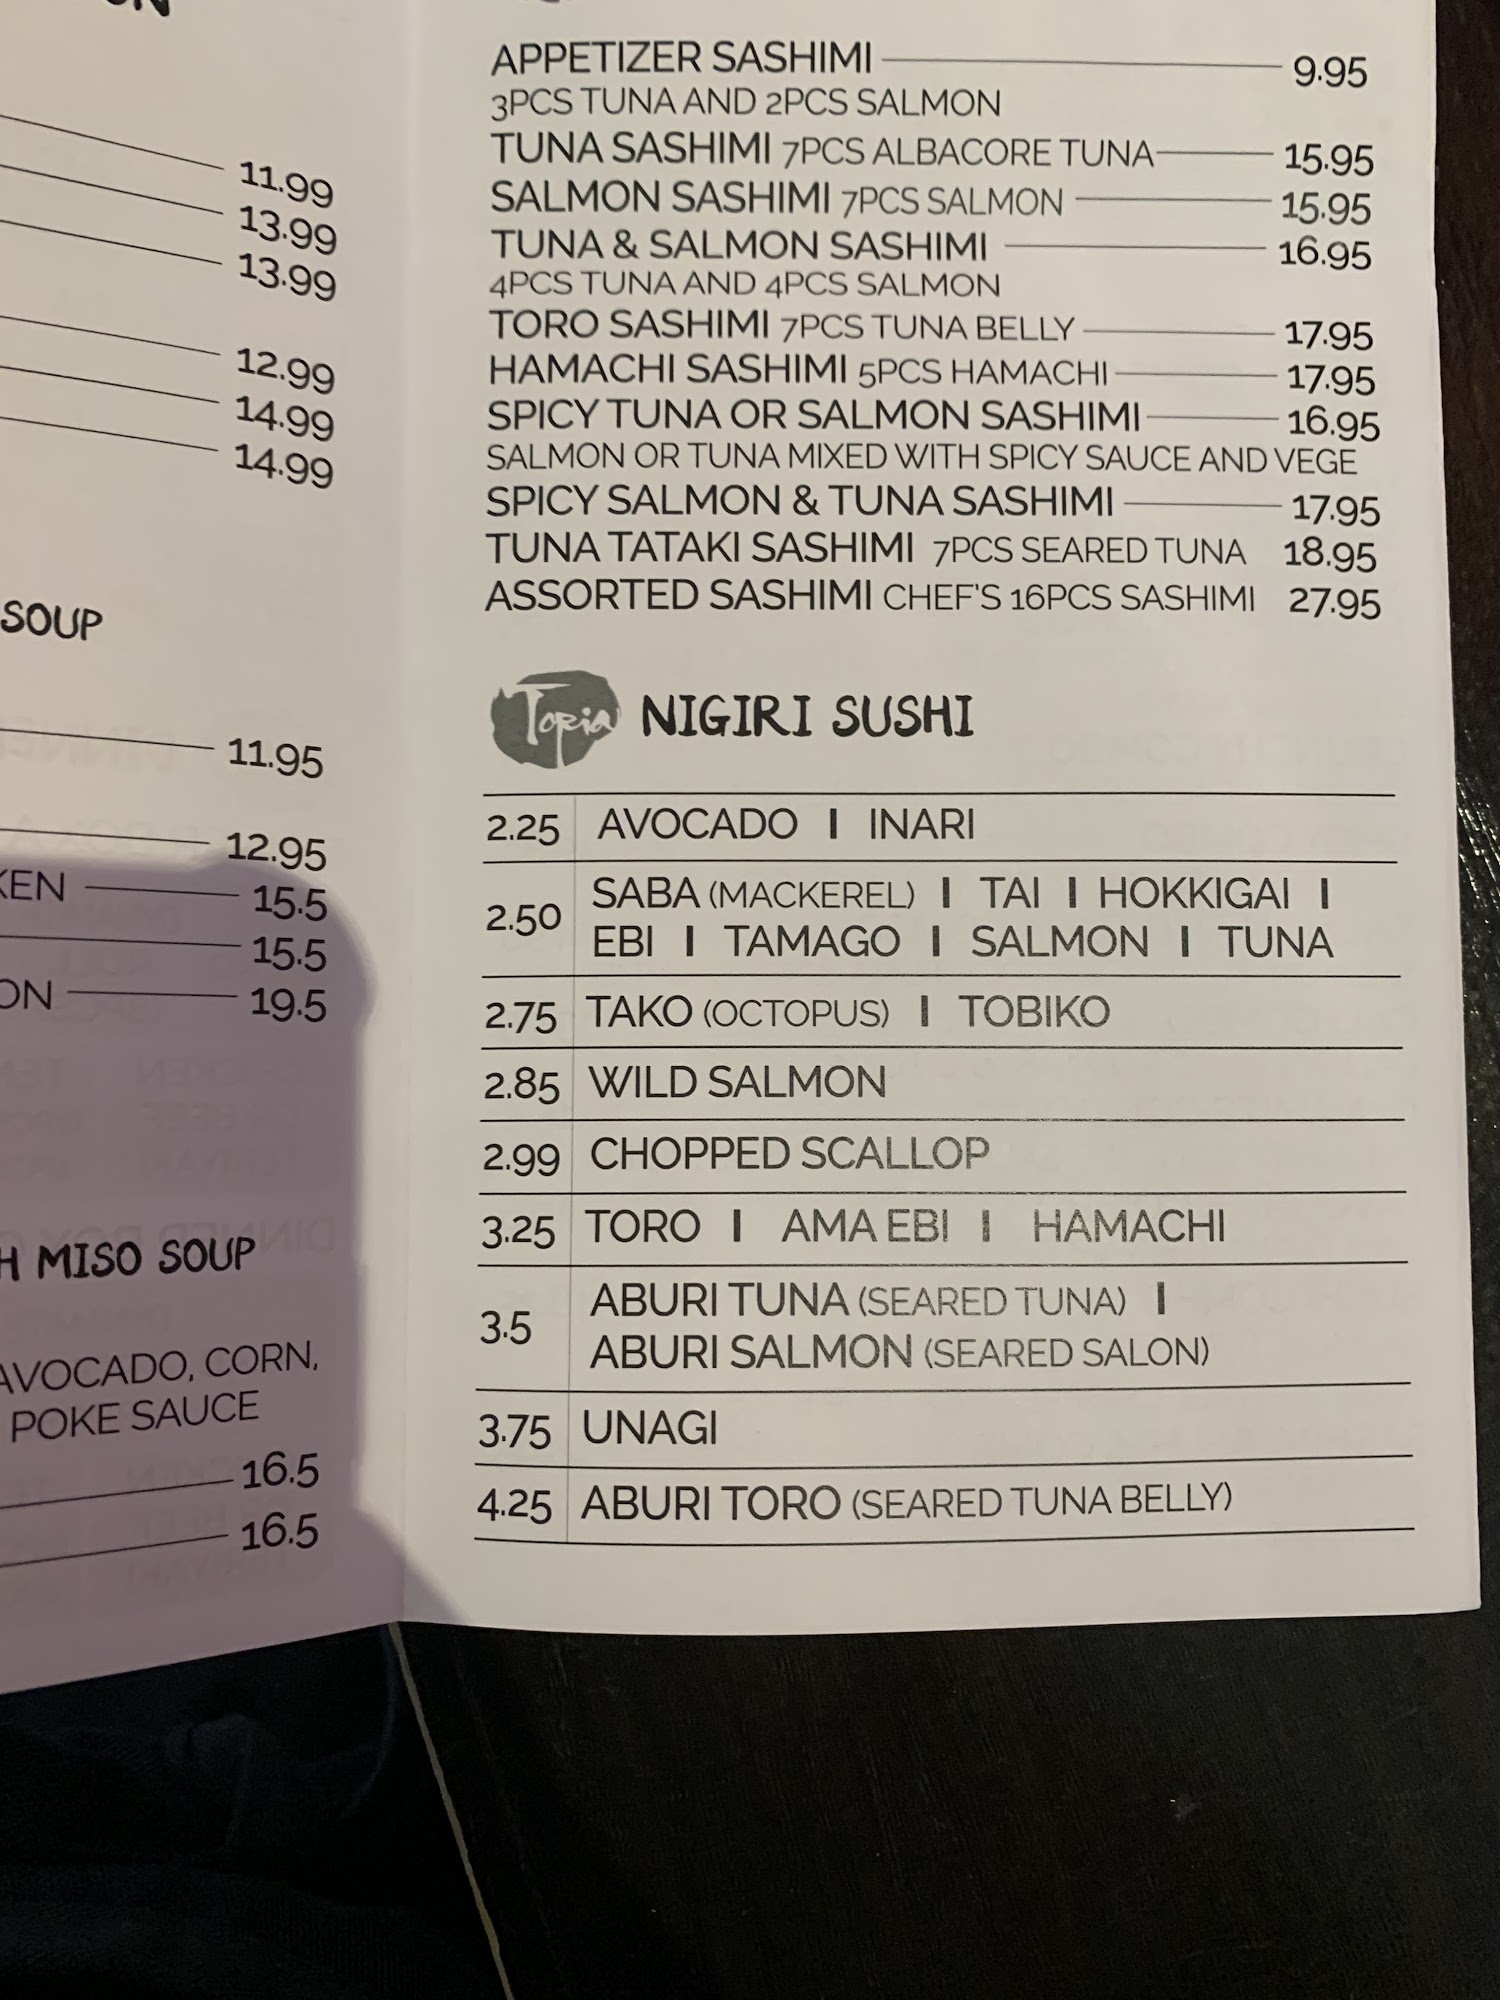 11.99
13.99
13.99
12.99
14.99
14.99
SOUP
11.95
12.95
KEN 15.5
15.5
ON 19.5
H MISO SOUP
AVOCADO, CORN,
POKE SAUCE
16.5
16.5
APPETIZER SASHIMI 9.95
3PCS TUNA AND 2PCS SALMON
TUNA SASHIMI 7PCS ALBACORE TUNA 15.95
SALMON SASHIMI 7PCS SALMON 15.95
TUNA & SALMON SASHIMI 16.95
4PCS TUNA AND 4PCS SALMON
TORO SASHIMI 7PCS TUNA BELLY 17.95
HAMACHI SASHIMI 5PCS HAMACHI 17.95
SPICY TUNA OR SALMON SASHIMI 16.95
SALMON OR TUNA MIXED WITH SPICY SAUCE AND VEGE
SPICY SALMON & TUNA SASHIMI 17.95
TUNA TATAKI SASHIMI 7PCS SEARED TUNA 18.95
ASSORTED SASHIMI CHEF'S 16PCS SASHIMI 27.95
Topia NIGIRI SUSHI
2.25 AVOCADO I INARI
2.50 SABA (MACKEREL) I TAI I HOKKIGAI I
EBI I TAMAGO I SALMON I TUNA
2.75 TAKO (OCTOPUS) I TOBIKO
2.85 WILD SALMON
2.99 CHOPPED SCALLOP
3.25 TORO I AMA EBI I HAMACHI
3.5 ABURI TUNA (SEARED TUNA) I
ABURI SALMON (SEARED SALON)
3.75 UNAGI
4.25 ABURI TORO (SEARED TUNA BELLY)